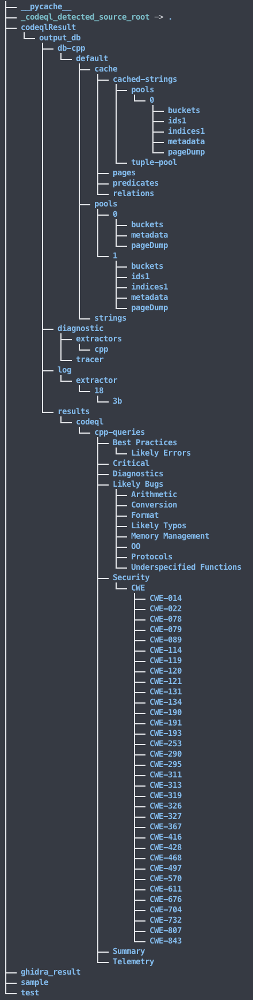 __pycache__
_codeql_detected_source_root -> .
codeqlResult
output_db
db-cpp
default
cache
cached-strings
pools
0
buckets
ids1
indices1
metadata
pageDump
tuple-pool
pages
predicates
relations
pools
0
buckets
metadata
pageDump
1
buckets
ids1
indices1
metadata
pageDump
strings
diagnostic
extractors
cpp
tracer
log
extractor
18
3b
results
codeql
cpp-queries
Best Practices
Likely Errors
Critical
Diagnostics
Likely Bugs
Arithmetic
Conversion
Format
Likely Typos
Memory Management
OO
Protocols
Underspecified Functions
Security
CWE
CWE-014
CWE-022
CWE-078
CWE-079
CWE-089
CWE-114
CWE-119
CWE-120
CWE-121
CWE-131
CWE-134
CWE-190
CWE-191
CWE-193
CWE-253
CWE-290
CWE-295
CWE-311
CWE-313
CWE-319
CWE-326
CWE-327
CWE-367
CWE-416
CWE-428
CWE-468
CWE-497
CWE-570
CWE-611
CWE-676
CWE-704
CWE-732
CWE-807
CWE-843
Summary
Telemetry
ghidra_result
sample
test